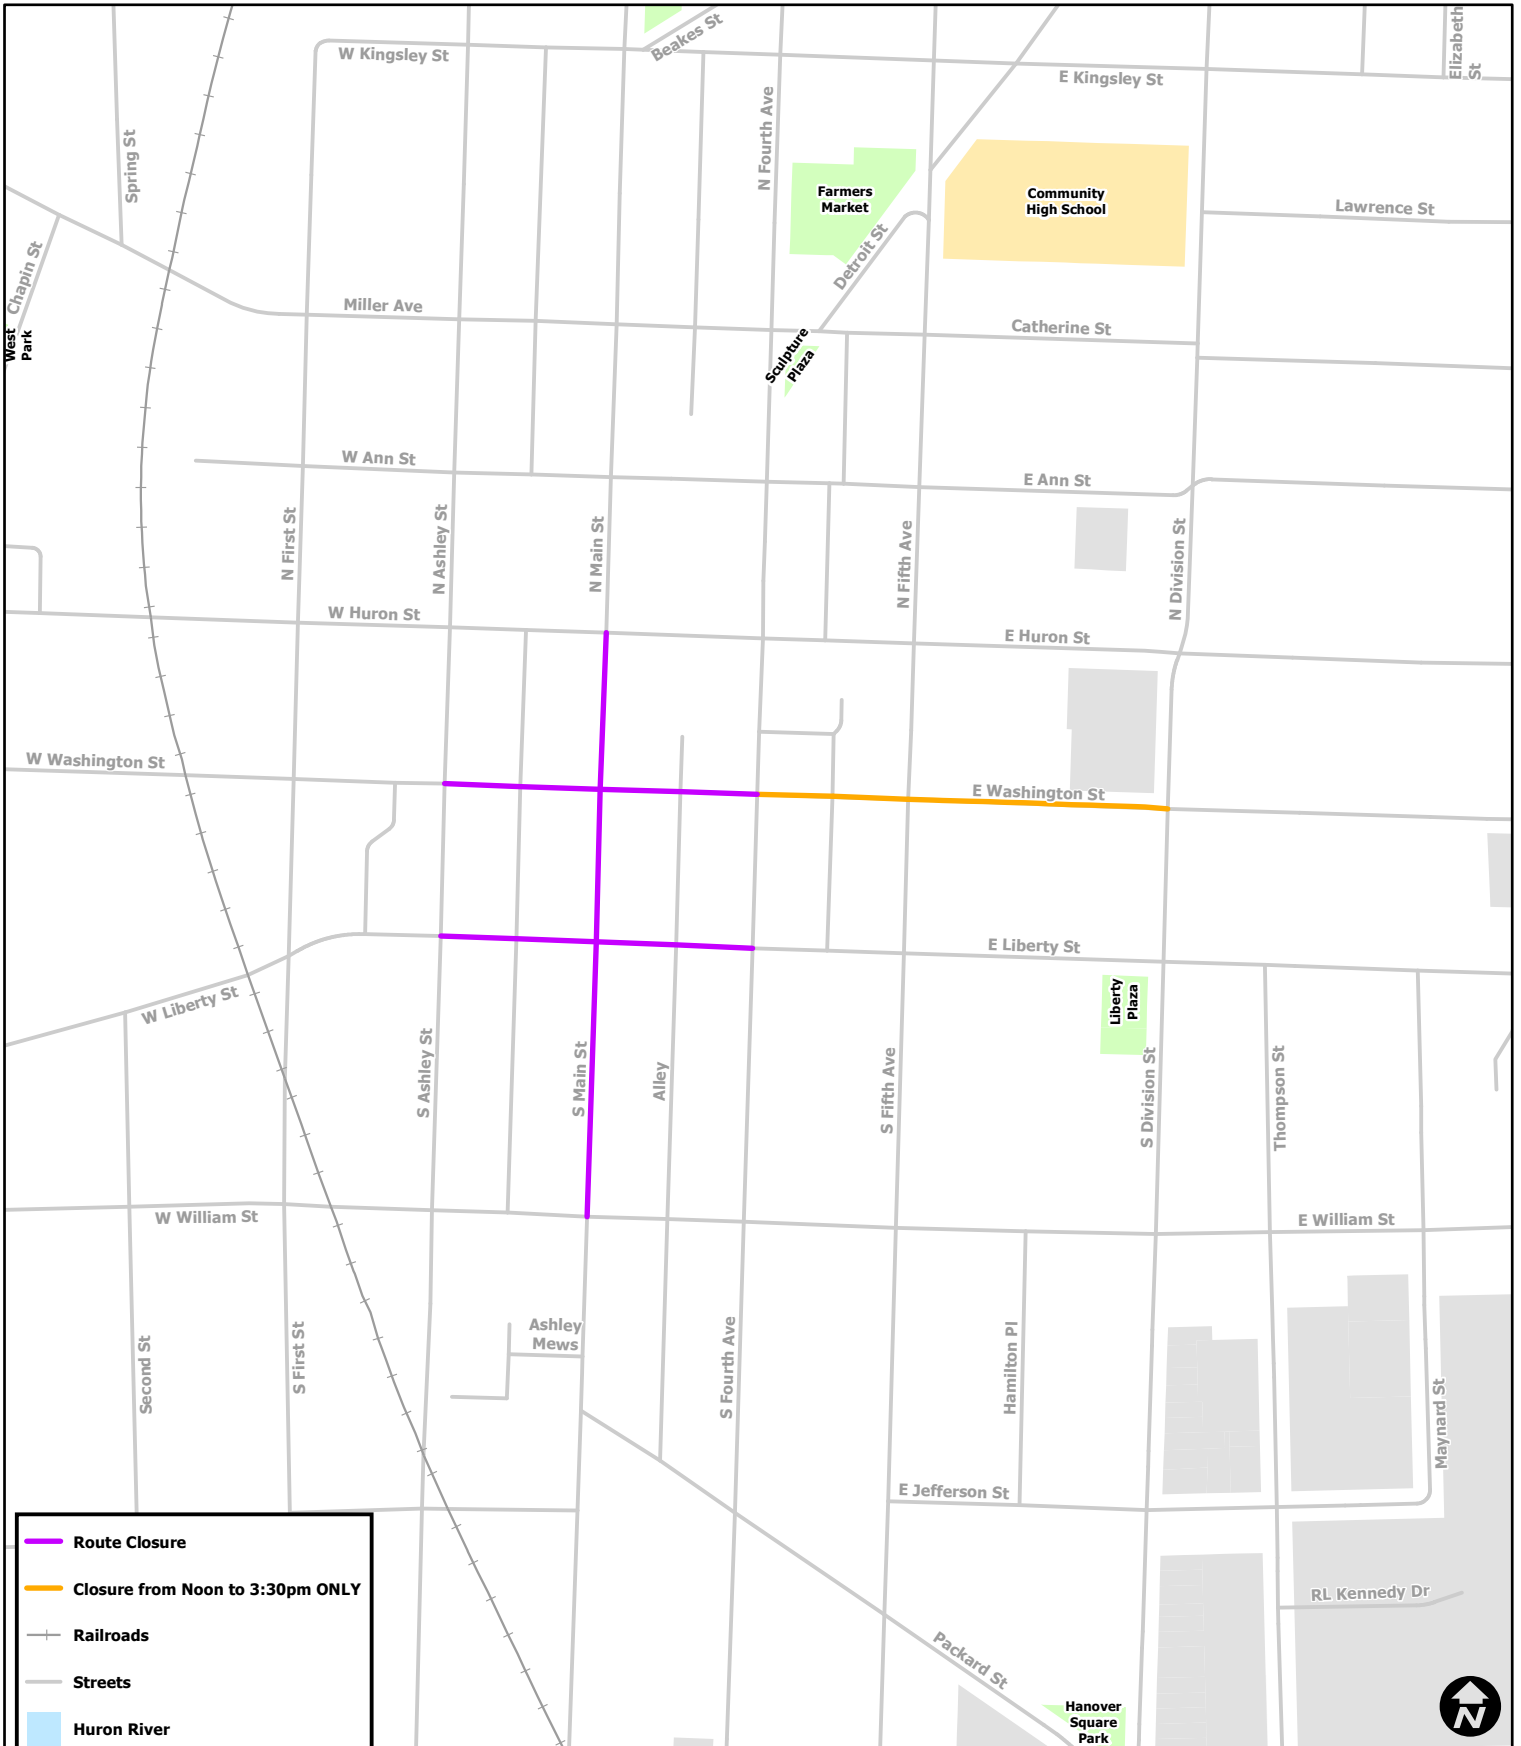 Beakes St
W Kingsley St
E Kingsley St
Elizabeth
St
Spring St
N Fourth Ave
Farmers
Market
Community
High School
Lawrence St
Detroit St
Chapin St
West
Park
Miller Ave
Catherine St
Sculpture
Plaza
W Ann St
E Ann St
N First St
N Ashley St
N Main St
N Fifth Ave
N Division St
W Huron St
E Huron St
W Washington St
E Washington St
E Liberty St
W Liberty St
Liberty
Plaza
S Ashley St
S Main St
Alley
S Fifth Ave
S Division St
Thompson St
W William St
E William St
Ashley
Mews
Second St
S First St
S Fourth Ave
Hamilton Pl
Maynard St
E Jefferson St
RL Kennedy Dr
Packard St
Hanover
Square
Park
Route Closure
Closure from Noon to 3:30pm ONLY
Railroads
Streets
Huron River
N